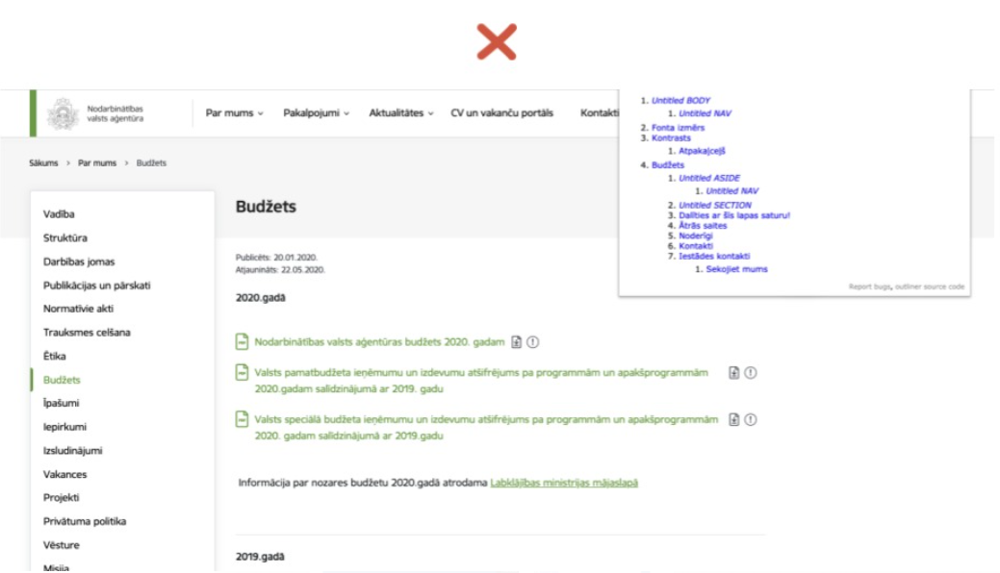 Nodarbinātības
valsts aģentūra
Par mums
Pakalpojumi
Aktualitātes
CV un vakanču portāls
Kontakti
1. Untitled BODY
1. Untitled NAV
2. Fonta izmērs
3. Kontrasts
1. Atpakaļceļš
4. Budžets
1. Untitled ASIDE
1. Untitled NAV
2. Untitled SECTION
3. Dalīties ar šīs lapas saturu!
4. Ātrās saites
5. Noderīgi
6. Kontakti
7. Iestādes kontakti
1. Sekojiet mums
Report bugs, outliner source code
Sākums > Par mums > Budžets
Vadība
Struktūra
Darbības jomas
Publikācijas un pārskati
Normatīvie akti
Trauksmes celšana
Ētika
Budžets
Īpašumi
Iepirkumi
Izsludinājumi
Vakances
Projekti
Privātuma politika
Vēsture
Misija
Budžets
Publicēts: 20.01.2020.
Atjaunināts: 22.05.2020.
2020.gadā
Nodarbinātības valsts aģentūras budžets 2020. gadam
Valsts pamatbudžeta ieņēmumu un izdevumu atšifrējums pa programmām un apakšprogrammām
2020.gadam salīdzinājumā ar 2019. gadu
Valsts speciālā budžeta ieņēmumu un izdevumu atšifrējums pa programmām un apakšprogrammām
2020. gadam salīdzinājumā ar 2019.gadu
Informācija par nozares budžetu 2020.gadā atrodama Labklājības ministrijas mājaslapā
2019.gadā